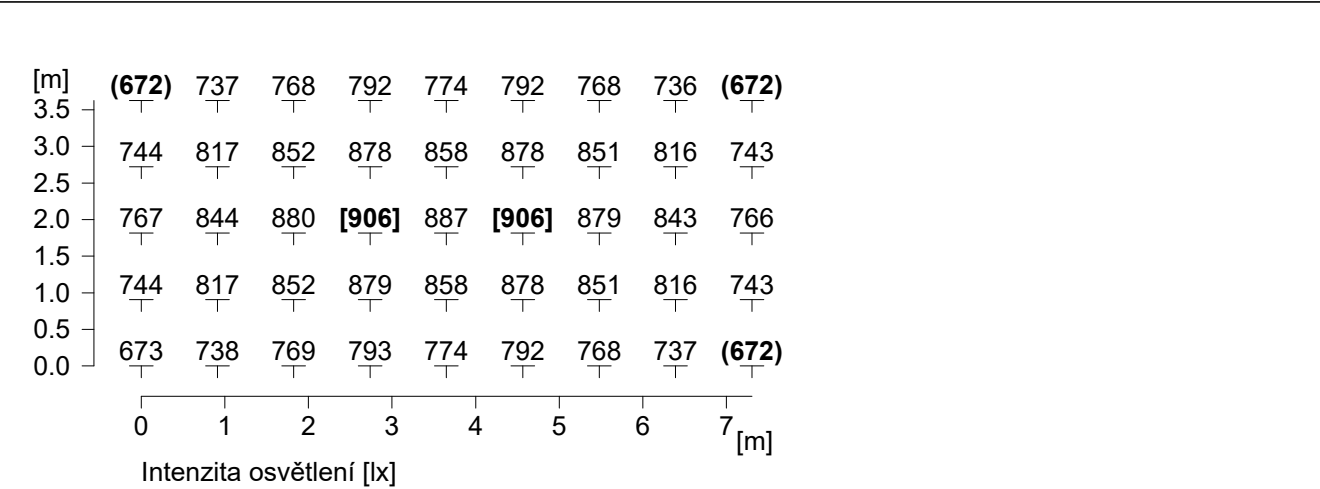 [m] (672) 737 768 792 774 792 768 736 (672)
3.5
3.0 744 817 852 878 858 878 851 816 743
2.5
2.0 767 844 880 [906] 887 [906] 879 843 766
1.5
1.0 744 817 852 879 858 878 851 816 743
0.5
673 738 769 793 774 792 768 737 (672)
0.0
0 1 2 3 4 5 6 7 [m]
Intenzita osvětlení [lx]